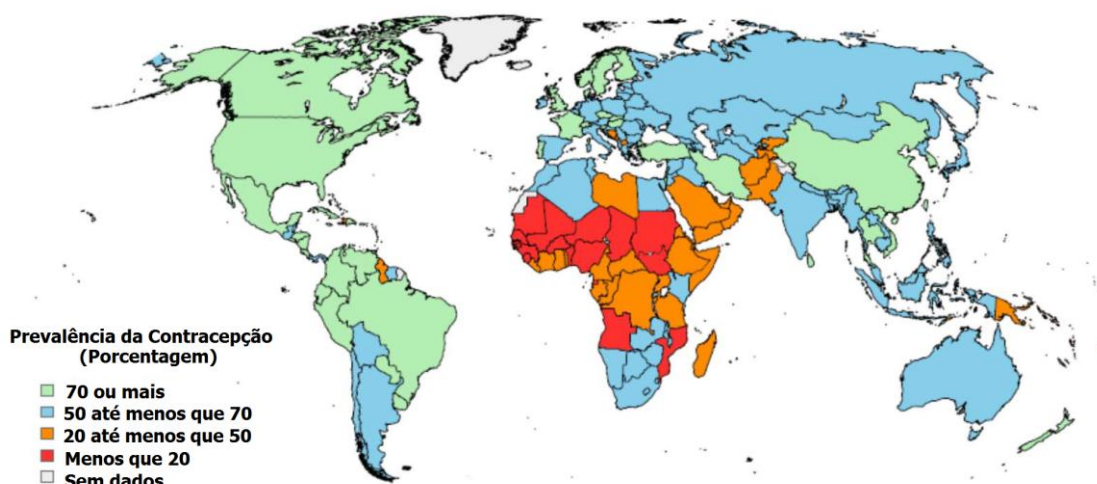 Prevalência da Contracepção
(Porcentagem)
70 ou mais
50 até menos que 70
20 até menos que 50
Menos que 20
Sem dados